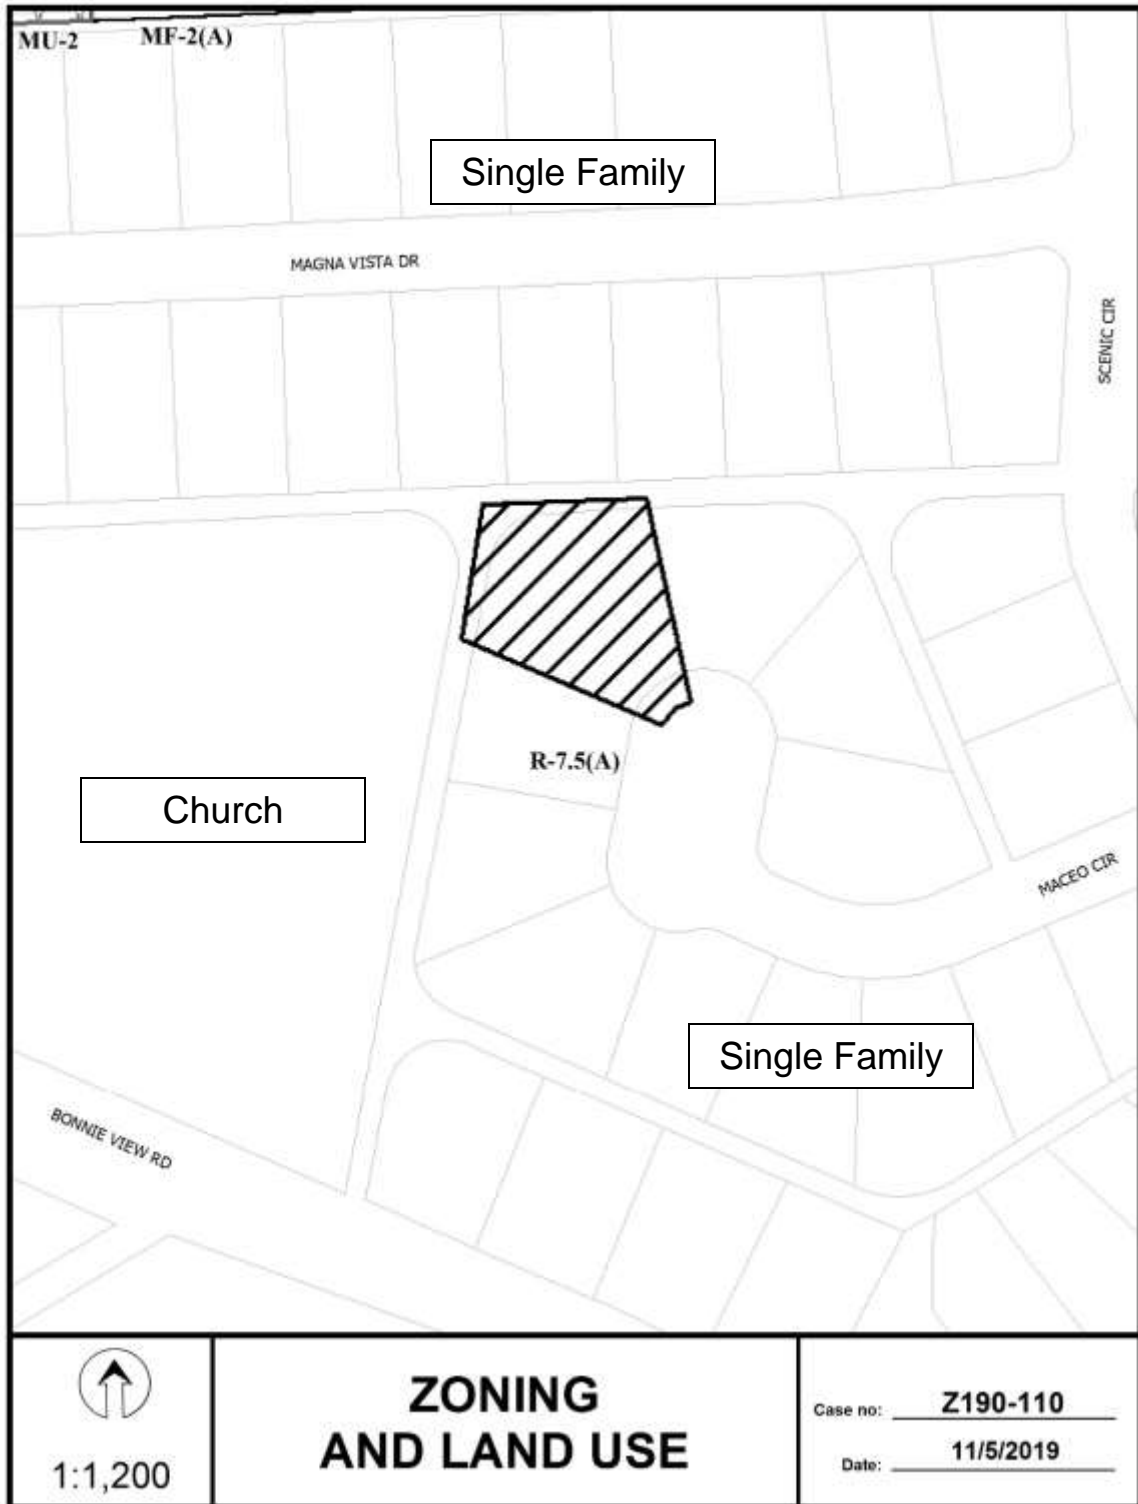 MU-2 MF-2(A)
Single Family
MAGNA VISTA DR
SCENIC CIR
R-7.5(A)
Church
MACEO CIR
Single Family
BONNIE VIEW RD
1:1,200
ZONING
AND LAND USE
Case no: Z190-110
Date: 11/5/2019